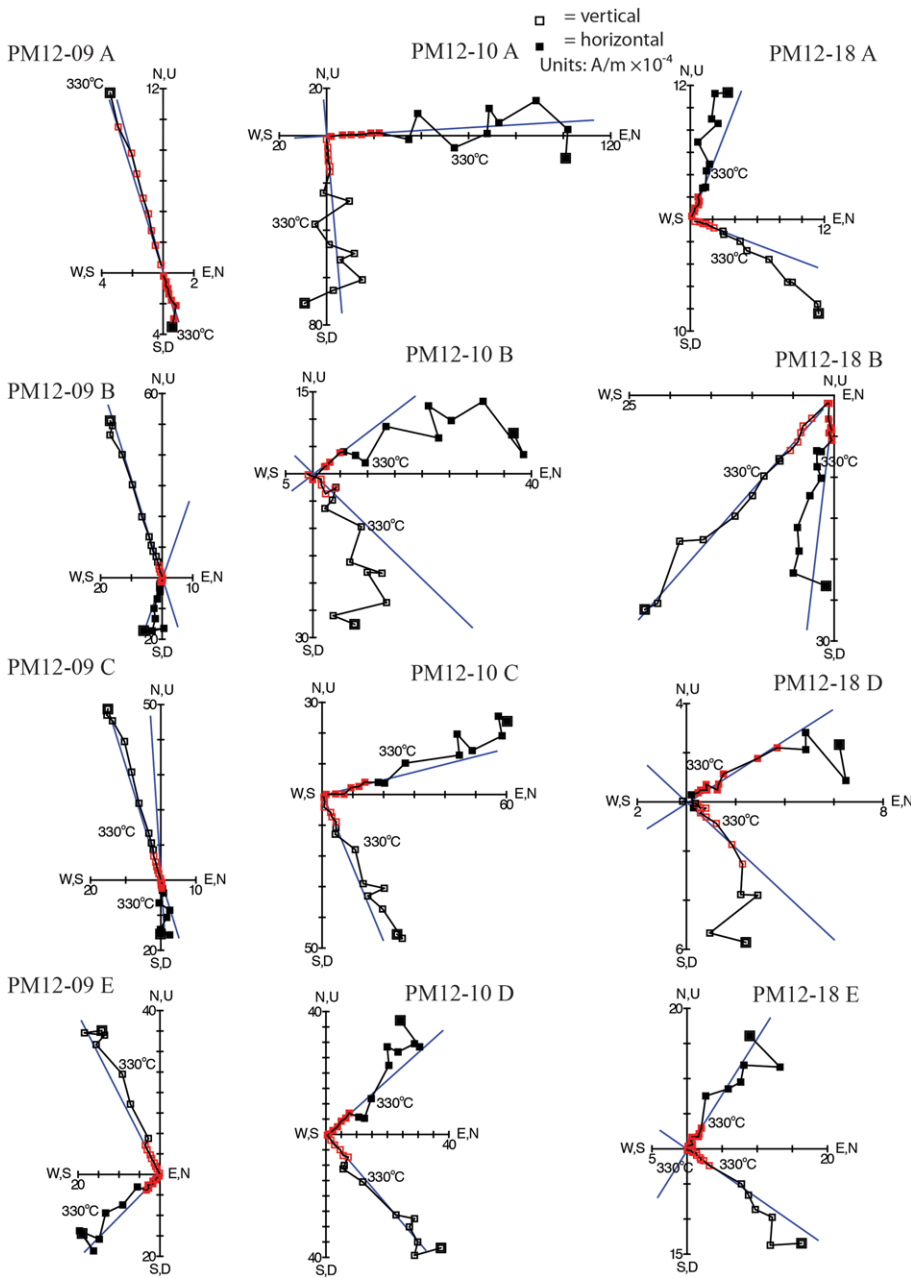 = vertical
= horizontal
Units: A/m ×10⁻⁴
PM12-09 A
330°C
N,U
12
W,S
E,N
4
2
4
S,D
330°C
PM12-10 A
N,U
20
W,S
20
330°C
120
E,N
330°C
80
S,D
PM12-18 A
N,U
12
330°C
W,S
E,N
12
330°C
10
S,D
PM12-09 B
N,U
60
W,S
E,N
20
10
20
S,D
PM12-10 B
N,U
15
330°C
W,S
E,N
5
40
330°C
30
S,D
PM12-18 B
N,U
W,S
E,N
25
330°C
330°C
30
S,D
PM12-09 C
N,U
50
330°C
W,S
E,N
20
10
330°C
20
S,D
PM12-10 C
N,U
30
330°C
W,S
E,N
60
50
S,D
PM12-18 D
N,U
4
330°C
W,S
E,N
2
8
330°C
6
S,D
PM12-09 E
N,U
40
330°C
W,S
E,N
20
330°C
20
S,D
PM12-10 D
N,U
40
330°C
W,S
E,N
40
330°C
40
S,D
PM12-18 E
N,U
20
330°C
W,S
E,N
5
20
330°C
330°C
15
S,D